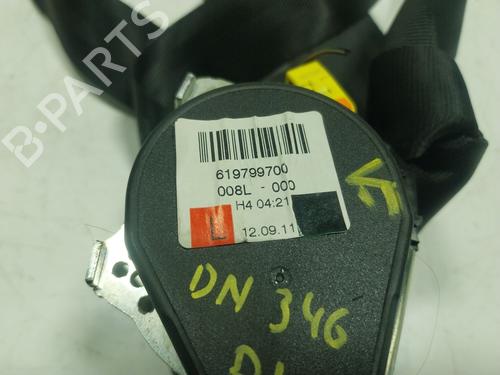 B-PARTS
619799700
008L - 000
H4 04:21
L
12.09.11
DN 346